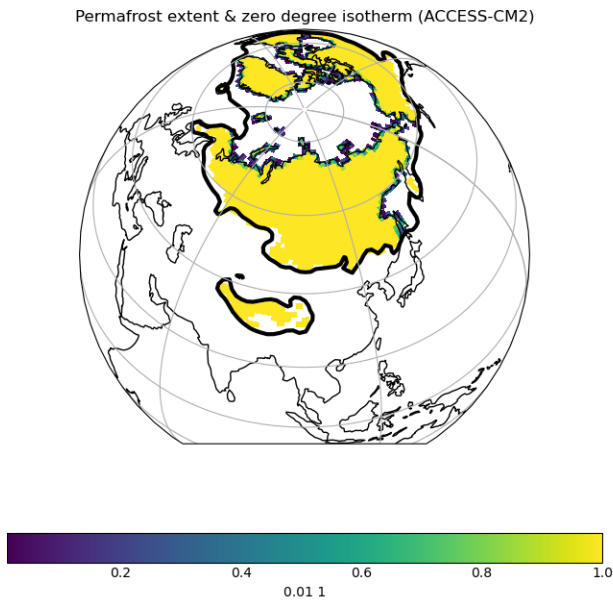 Permafrost extent & zero degree isotherm (ACCESS-CM2)
0.2 0.4 0.6 0.8 1.0
0.01 1